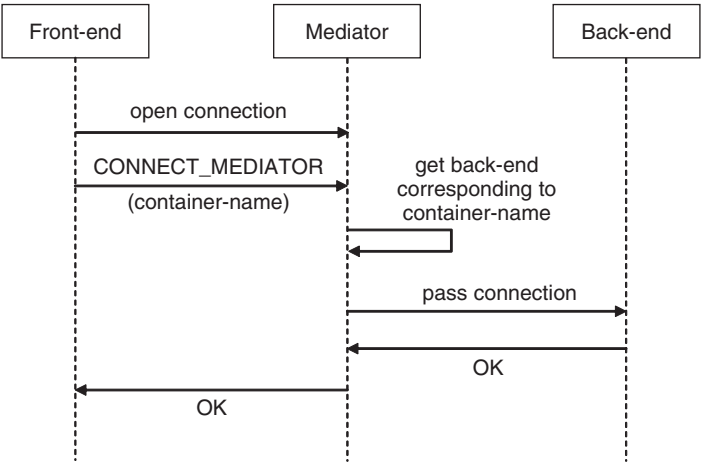 Front-end
Mediator
Back-end
open connection
CONNECT_MEDIATOR
(container-name)
get back-end
corresponding to
container-name
pass connection
OK
OK